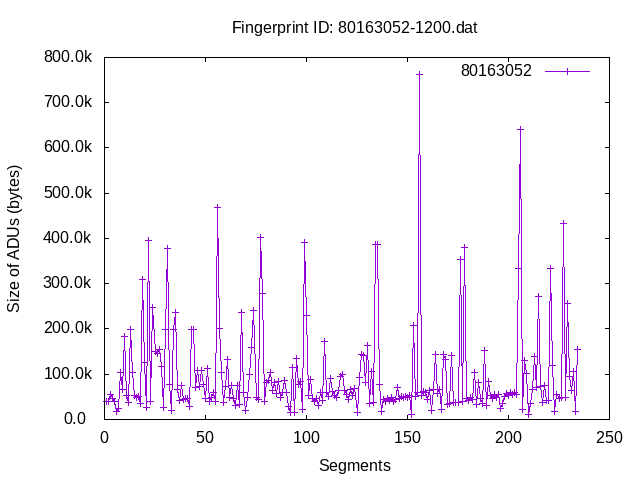 Fingerprint ID: 80163052-1200.dat
800.0k
700.0k
600.0k
500.0k
400.0k
300.0k
200.0k
100.0k
0.0
Size of ADUs (bytes)
80163052
0 50 100 150 200 250
Segments